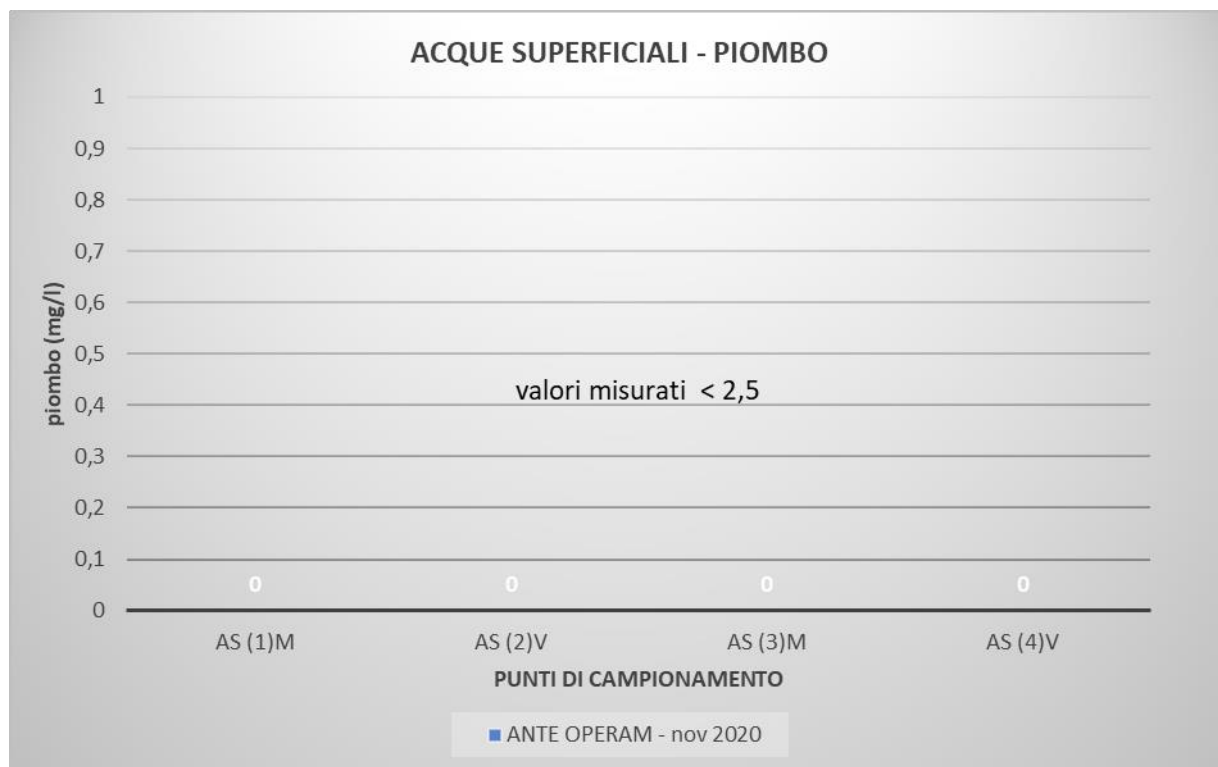 ACQUE SUPERFICIALI - PIOMBO
1
0,9
0,8
0,7
0,6
0,5
0,4
0,3
0,2
0,1
0
piombo (mg/l)
valori misurati < 2,5
0 0 0 0
AS (1)M AS (2)V AS (3)M AS (4)V
PUNTI DI CAMPIONAMENTO
ANTE OPERAM - nov 2020